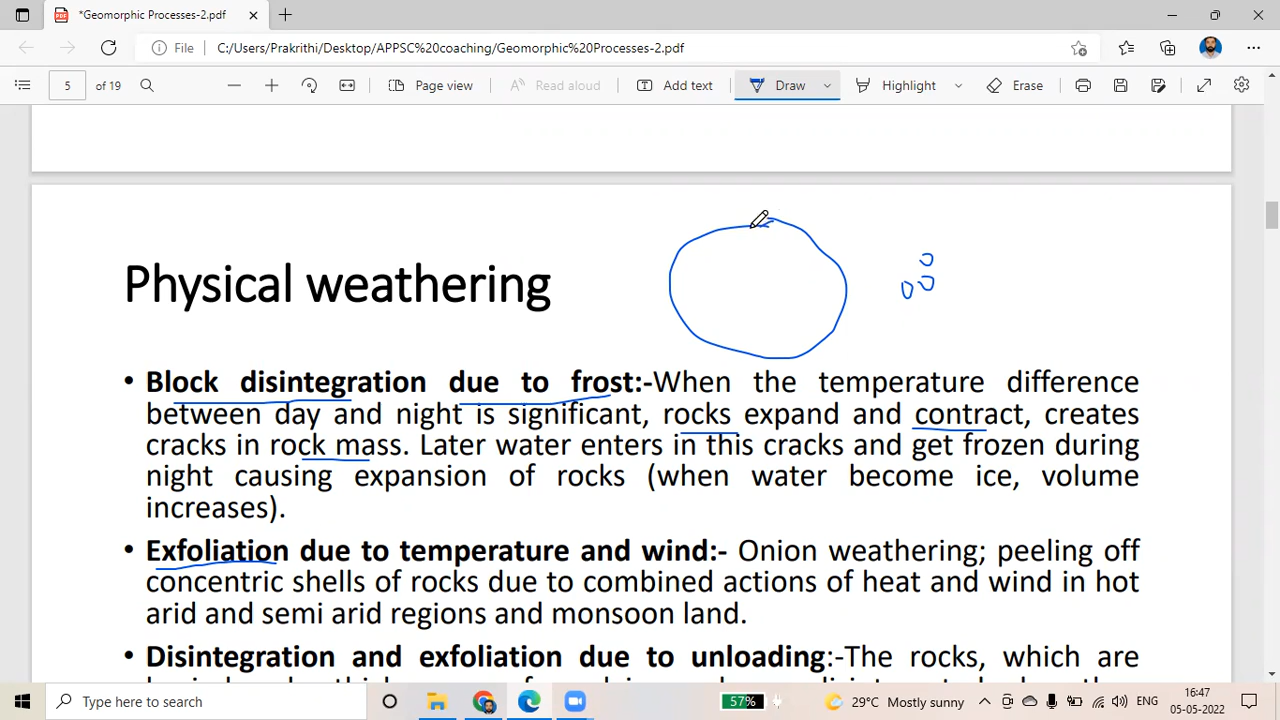 *Geomorphic Processes-2.pdf
File
C:/Users/Prakrithi/Desktop/APPSC%20coaching/Geomorphic%20Processes-2.pdf
5 of 19
Page view
Read aloud
Add text
Draw
Highlight
Erase
Physical weathering
• Block disintegration due to frost:-When the temperature difference
between day and night is significant, rocks expand and contract, creates
cracks in rock mass. Later water enters in this cracks and get frozen during
night causing expansion of rocks (when water become ice, volume
increases).
• Exfoliation due to temperature and wind:- Onion weathering; peeling off
concentric shells of rocks due to combined actions of heat and wind in hot
arid and semi arid regions and monsoon land.
• Disintegration and exfoliation due to unloading:-The rocks, which are
Type here to search
57%
29°C Mostly sunny
ENG
16:47
05-05-2022